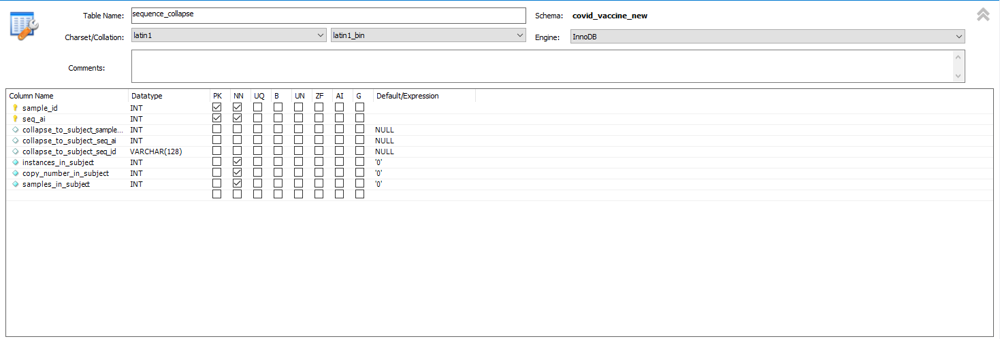 Table Name: sequence_collapse Schema: covid_vaccine_new
Charset/Collation: latin1 latin1_bin Engine: InnoDB
Comments:
Column Name Datatype PK NN UQ B UN ZF AI G Default/Expression
sample_id INT
seq_ai INT
collapse_to_subject_sample... INT NULL
collapse_to_subject_seq_ai INT NULL
collapse_to_subject_seq_id VARCHAR(128) NULL
instances_in_subject INT '0'
copy_number_in_subject INT '0'
samples_in_subject INT '0'